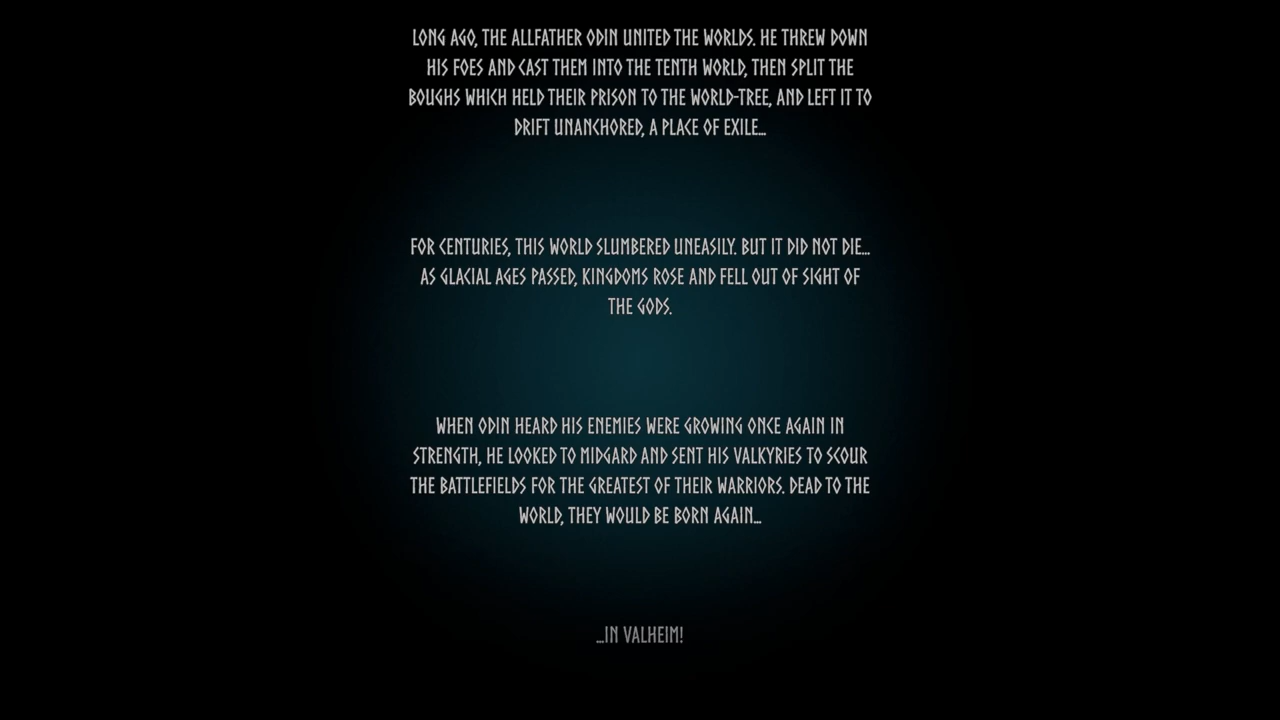 LONG AGO, THE ALLFATHER ODIN UNITED THE WORLDS. HE THREW DOWN
HIS FOES AND CAST THEM INTO THE TENTH WORLD, THEN SPLIT THE
BOUGHS WHICH HELD THEIR PRISON TO THE WORLD-TREE, AND LEFT IT TO
DRIFT UNANCHORED, A PLACE OF EXILE...
FOR CENTURIES, THIS WORLD SLUMBERED UNEASILY. BUT IT DID NOT DIE...
AS GLACIAL AGES PASSED, KINGDOMS ROSE AND FELL OUT OF SIGHT OF
THE GODS.
WHEN ODIN HEARD HIS ENEMIES WERE GROWING ONCE AGAIN IN
STRENGTH, HE LOOKED TO MIDGARD AND SENT HIS VALKYRIES TO SCOUR
THE BATTLEFIELDS FOR THE GREATEST OF THEIR WARRIORS. DEAD TO THE
WORLD, THEY WOULD BE BORN AGAIN...
...IN VALHEIM!